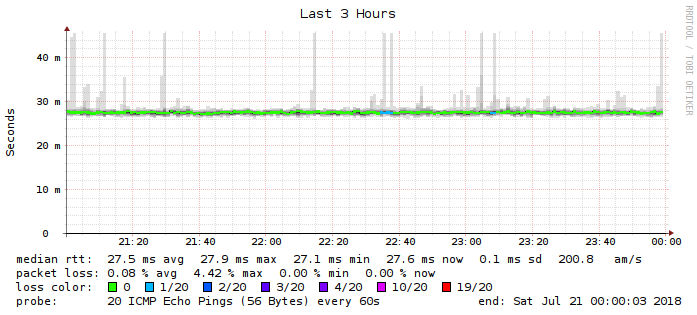 Last 3 Hours
RRDTOOL / TOBI OETIKER
Seconds
40 m
30 m
20 m
10 m
0
21:20 21:40 22:00 22:20 22:40 23:00 23:20 23:40 00:00
median rtt: 27.5 ms avg 27.9 ms max 27.1 ms min 27.6 ms now 0.1 ms sd 200.8 am/s
packet loss: 0.08 % avg 4.42 % max 0.00 % min 0.00 % now
loss color: 0 1/20 2/20 3/20 4/20 10/20 19/20
probe: 20 ICMP Echo Pings (56 Bytes) every 60s end: Sat Jul 21 00:00:03 2018